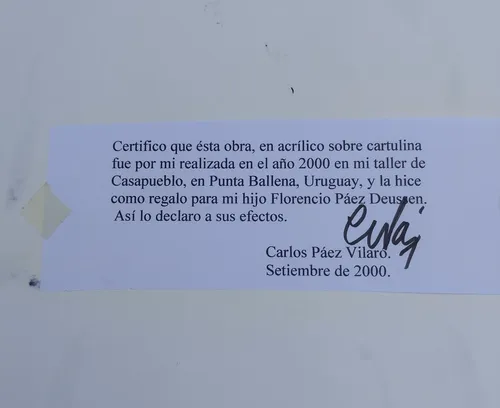 Certifico que ésta obra, en acrílico sobre cartulina
fue por mi realizada en el año 2000 en mi taller de
Casapueblo, en Punta Ballena, Uruguay, y la hice
como regalo para mi hijo Florencio Páez Deussen.
Así lo declaro a sus efectos.
Carlos Páez Vilaro.
Setiembre de 2000.